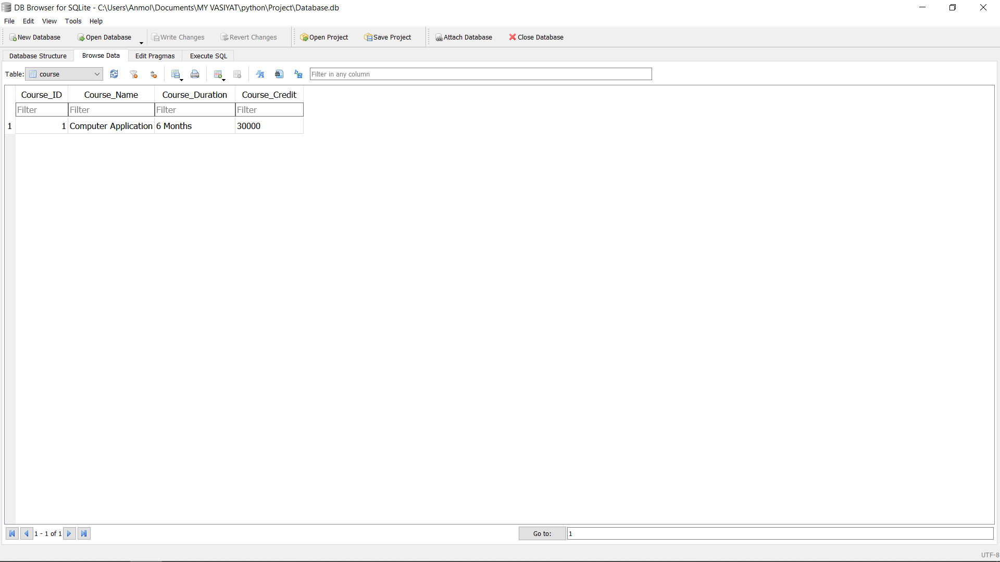 DB Browser for SQLite - C:\Users\Anmol\Documents\MY VASIYAT\python\Project\Database.db
File Edit View Tools Help
New Database Open Database Write Changes Revert Changes Open Project Save Project Attach Database Close Database
Database Structure Browse Data Edit Pragmas Execute SQL
Table: course Filter in any column
Course_ID Course_Name Course_Duration Course_Credit
Filter Filter Filter Filter
1 1 Computer Application 6 Months 30000
1 - 1 of 1 Go to: 1
UTF-8